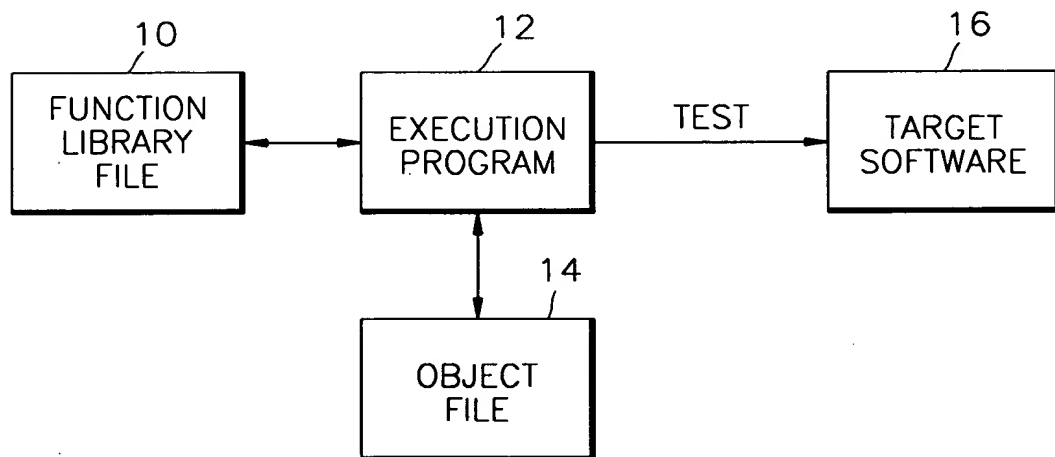 10
FUNCTION
LIBRARY
FILE
12
EXECUTION
PROGRAM
TEST
16
TARGET
SOFTWARE
14
OBJECT
FILE